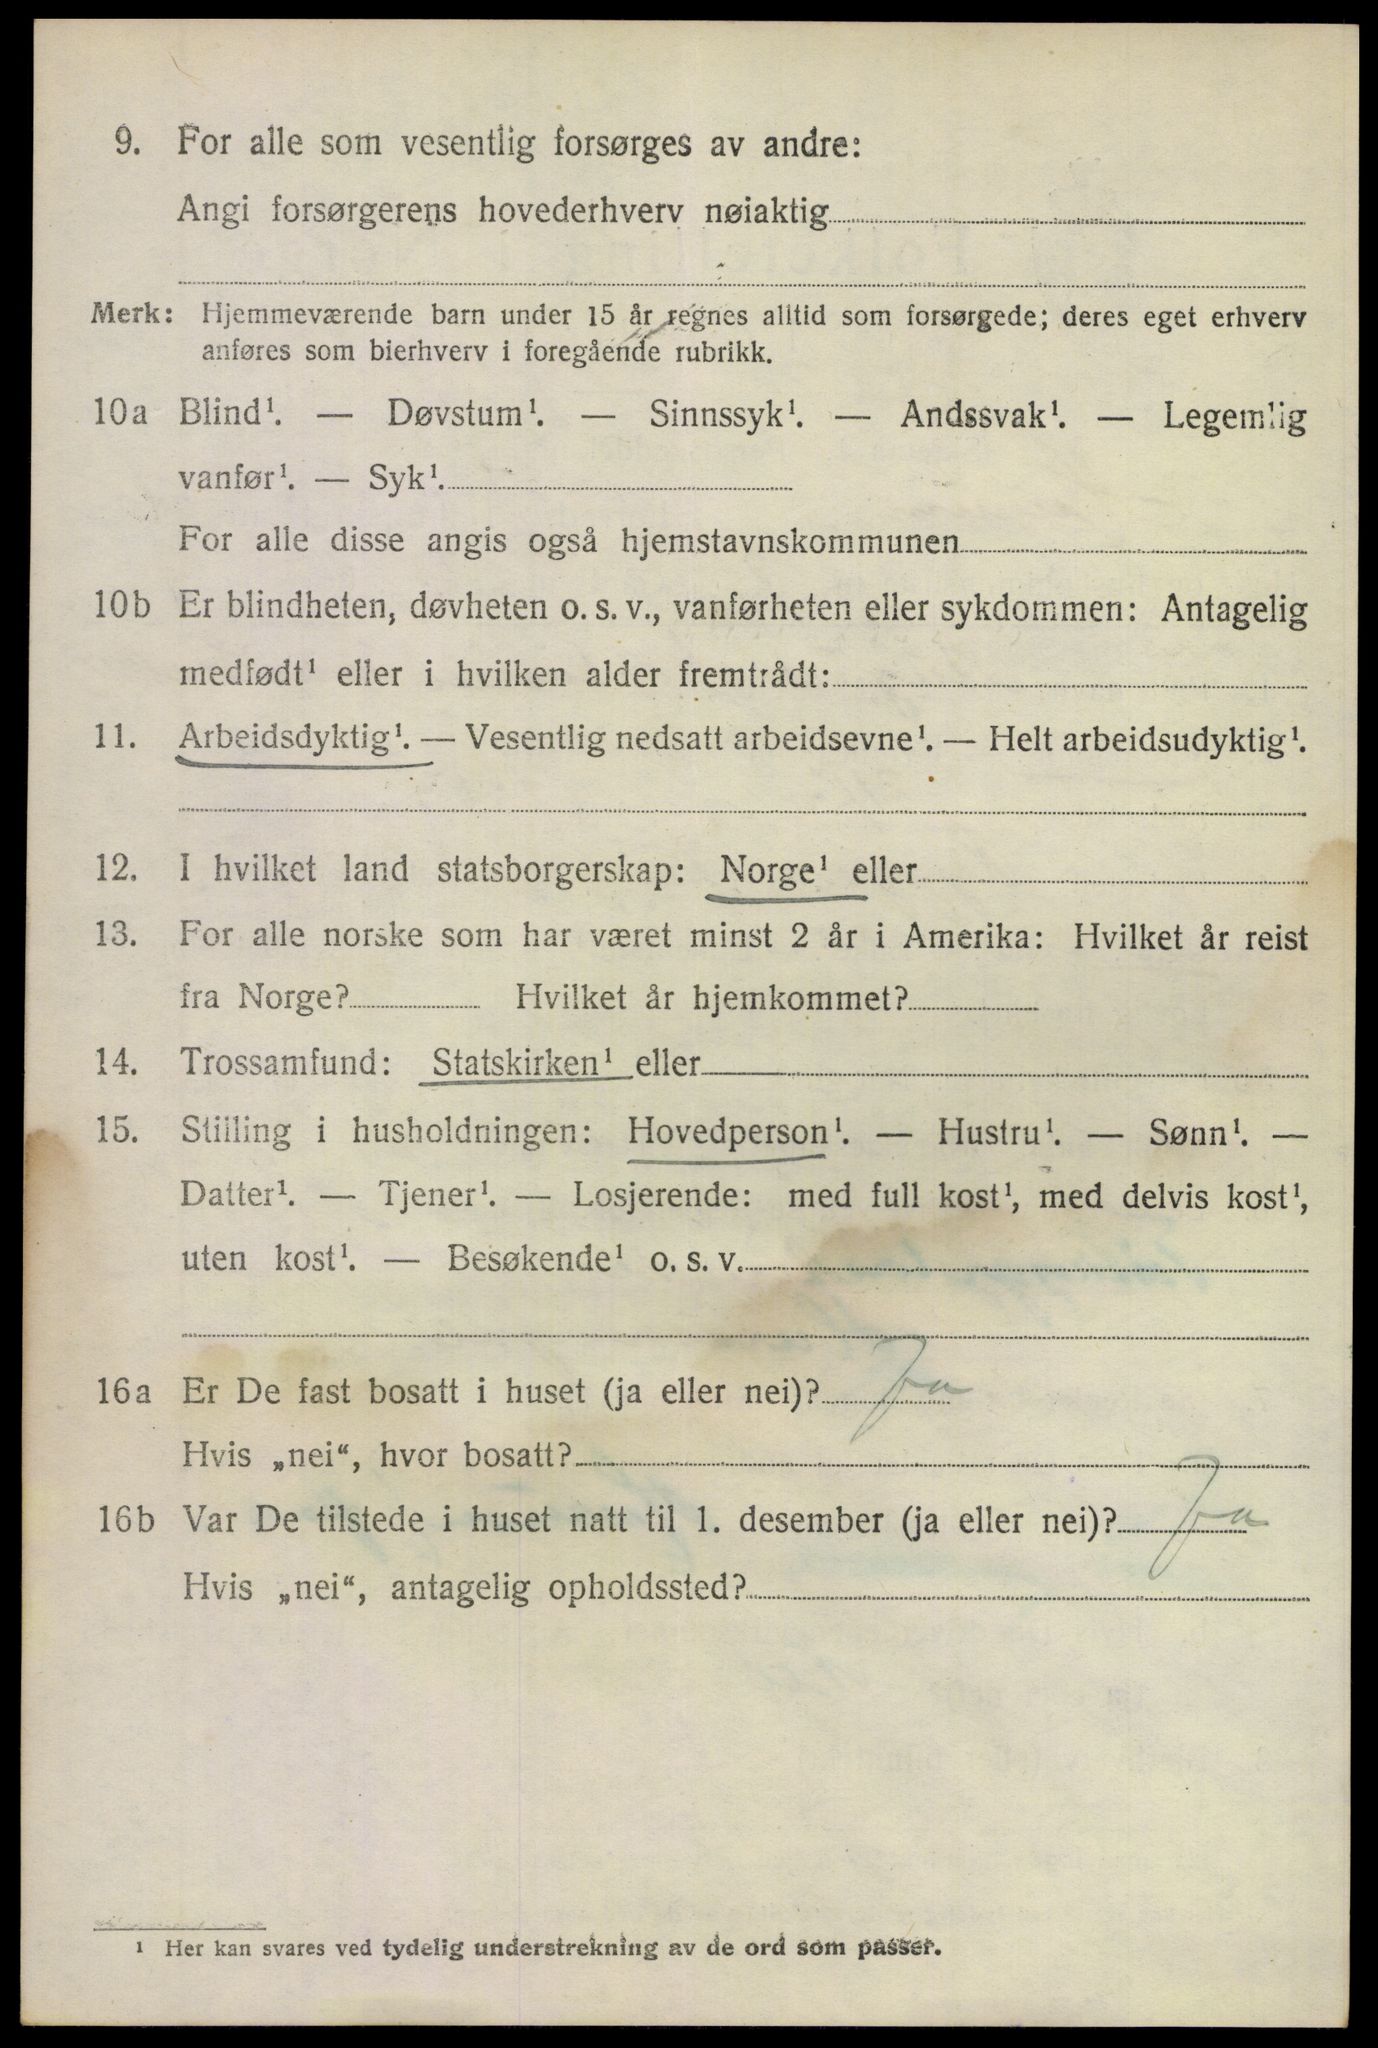 9. For alle som vesentlig forsørges av andre:
Angi forsørgerens hovederhverv nøiaktig
Merk: Hjemmeværende barn under 15 år regnes alltid som forsørgede; deres eget erhverv
anføres som bierhverv i foregående rubrikk.
10a Blind¹. — Døvstum¹. — Sinnssyk¹. — Andssvak¹. — Legemlig
vanfør¹. — Syk¹.
For alle disse angis også hjemstavnskommunen
10b Er blindheten, døvheten o. s. v., vanførheten eller sykdommen: Antagelig
medfødt¹ eller i hvilken alder fremtrådt:
11. Arbeidsdyktig¹. — Vesentlig nedsatt arbeidsevne¹. — Helt arbeidsudyktig¹.
12. I hvilket land statsborgerskap: Norge¹ eller
13. For alle norske som har været minst 2 år i Amerika: Hvilket år reist
fra Norge? Hvilket år hjemkommet?
14. Trossamfund: Statskirken¹ eller
15. Stilling i husholdningen: Hovedperson¹. — Hustru¹. — Sønn¹. —
Datter¹. — Tjener¹. — Losjerende: med full kost¹, med delvis kost¹,
uten kost¹. — Besøkende¹ o. s. v.
16a Er De fast bosatt i huset (ja eller nei)? Ja
Hvis „nei“, hvor bosatt?
16b Var De tilstede i huset natt til 1. desember (ja eller nei)? Ja
Hvis „nei“, antagelig opholdssted?
¹ Her kan svares ved tydelig understrekning av de ord som passer.